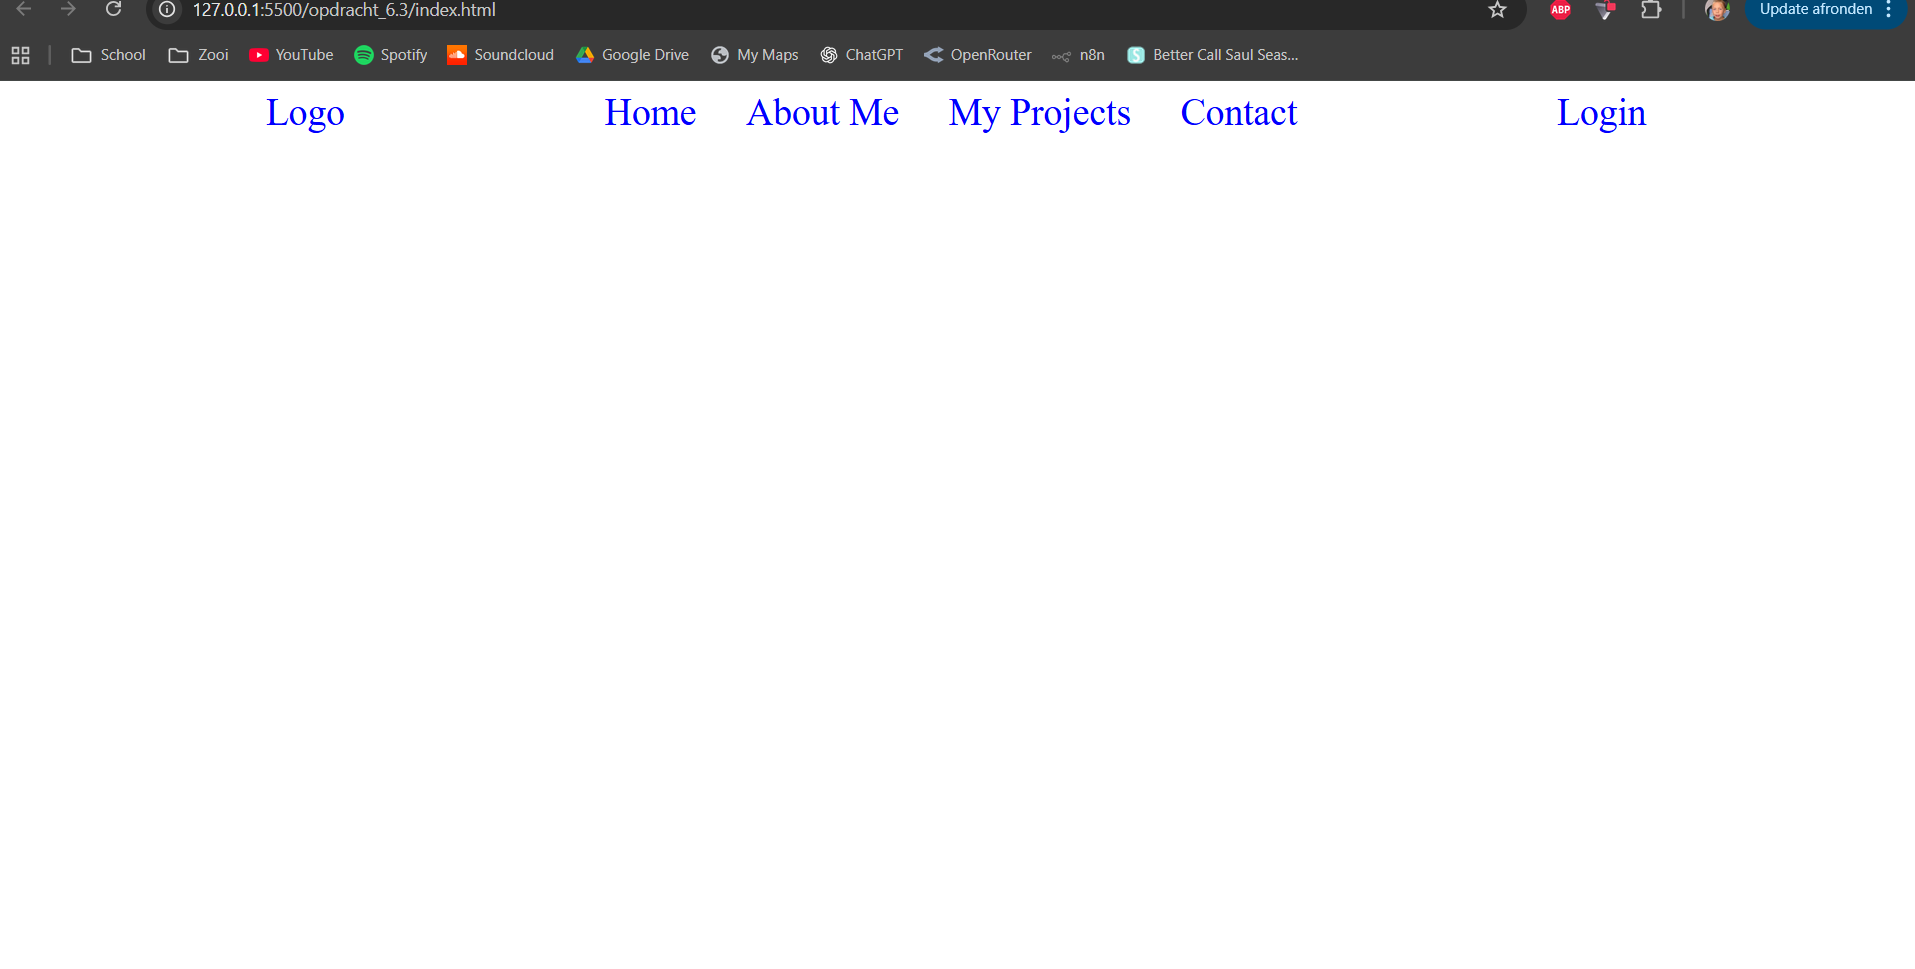 127.0.0.1:5500/opdracht_6.3/index.html ABP Update afronden
School Zooi YouTube Spotify Soundcloud Google Drive My Maps ChatGPT OpenRouter n8n S Better Call Saul Seas...
Logo Home About Me My Projects Contact Login